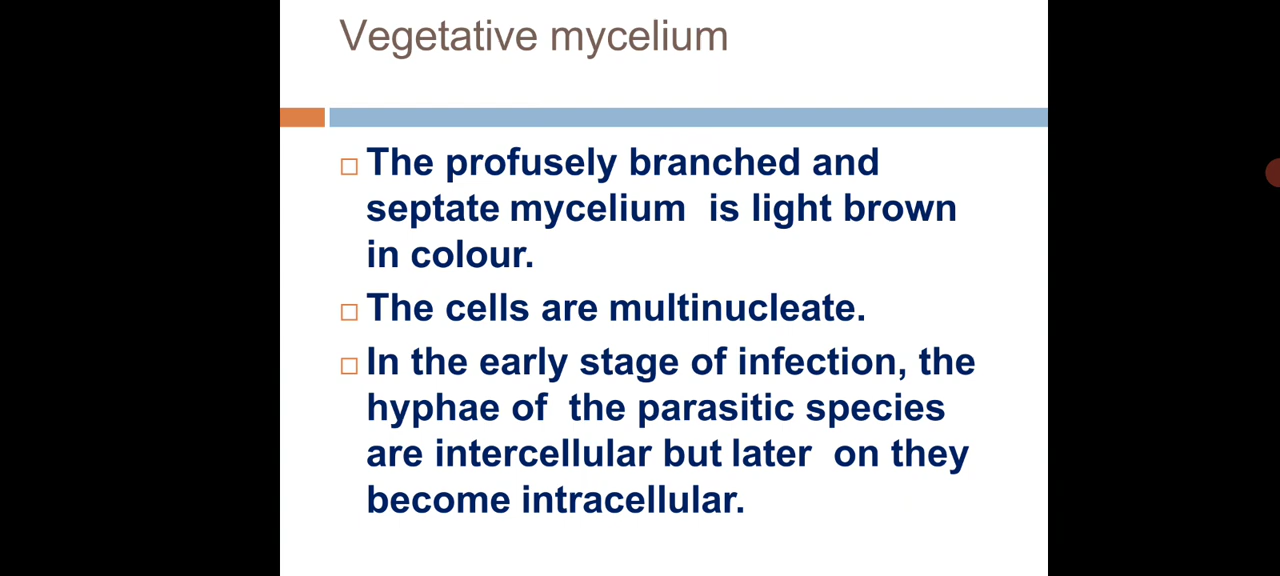 Vegetative mycelium
The profusely branched and
septate mycelium is light brown
in colour.
The cells are multinucleate.
In the early stage of infection, the
hyphae of the parasitic species
are intercellular but later on they
become intracellular.